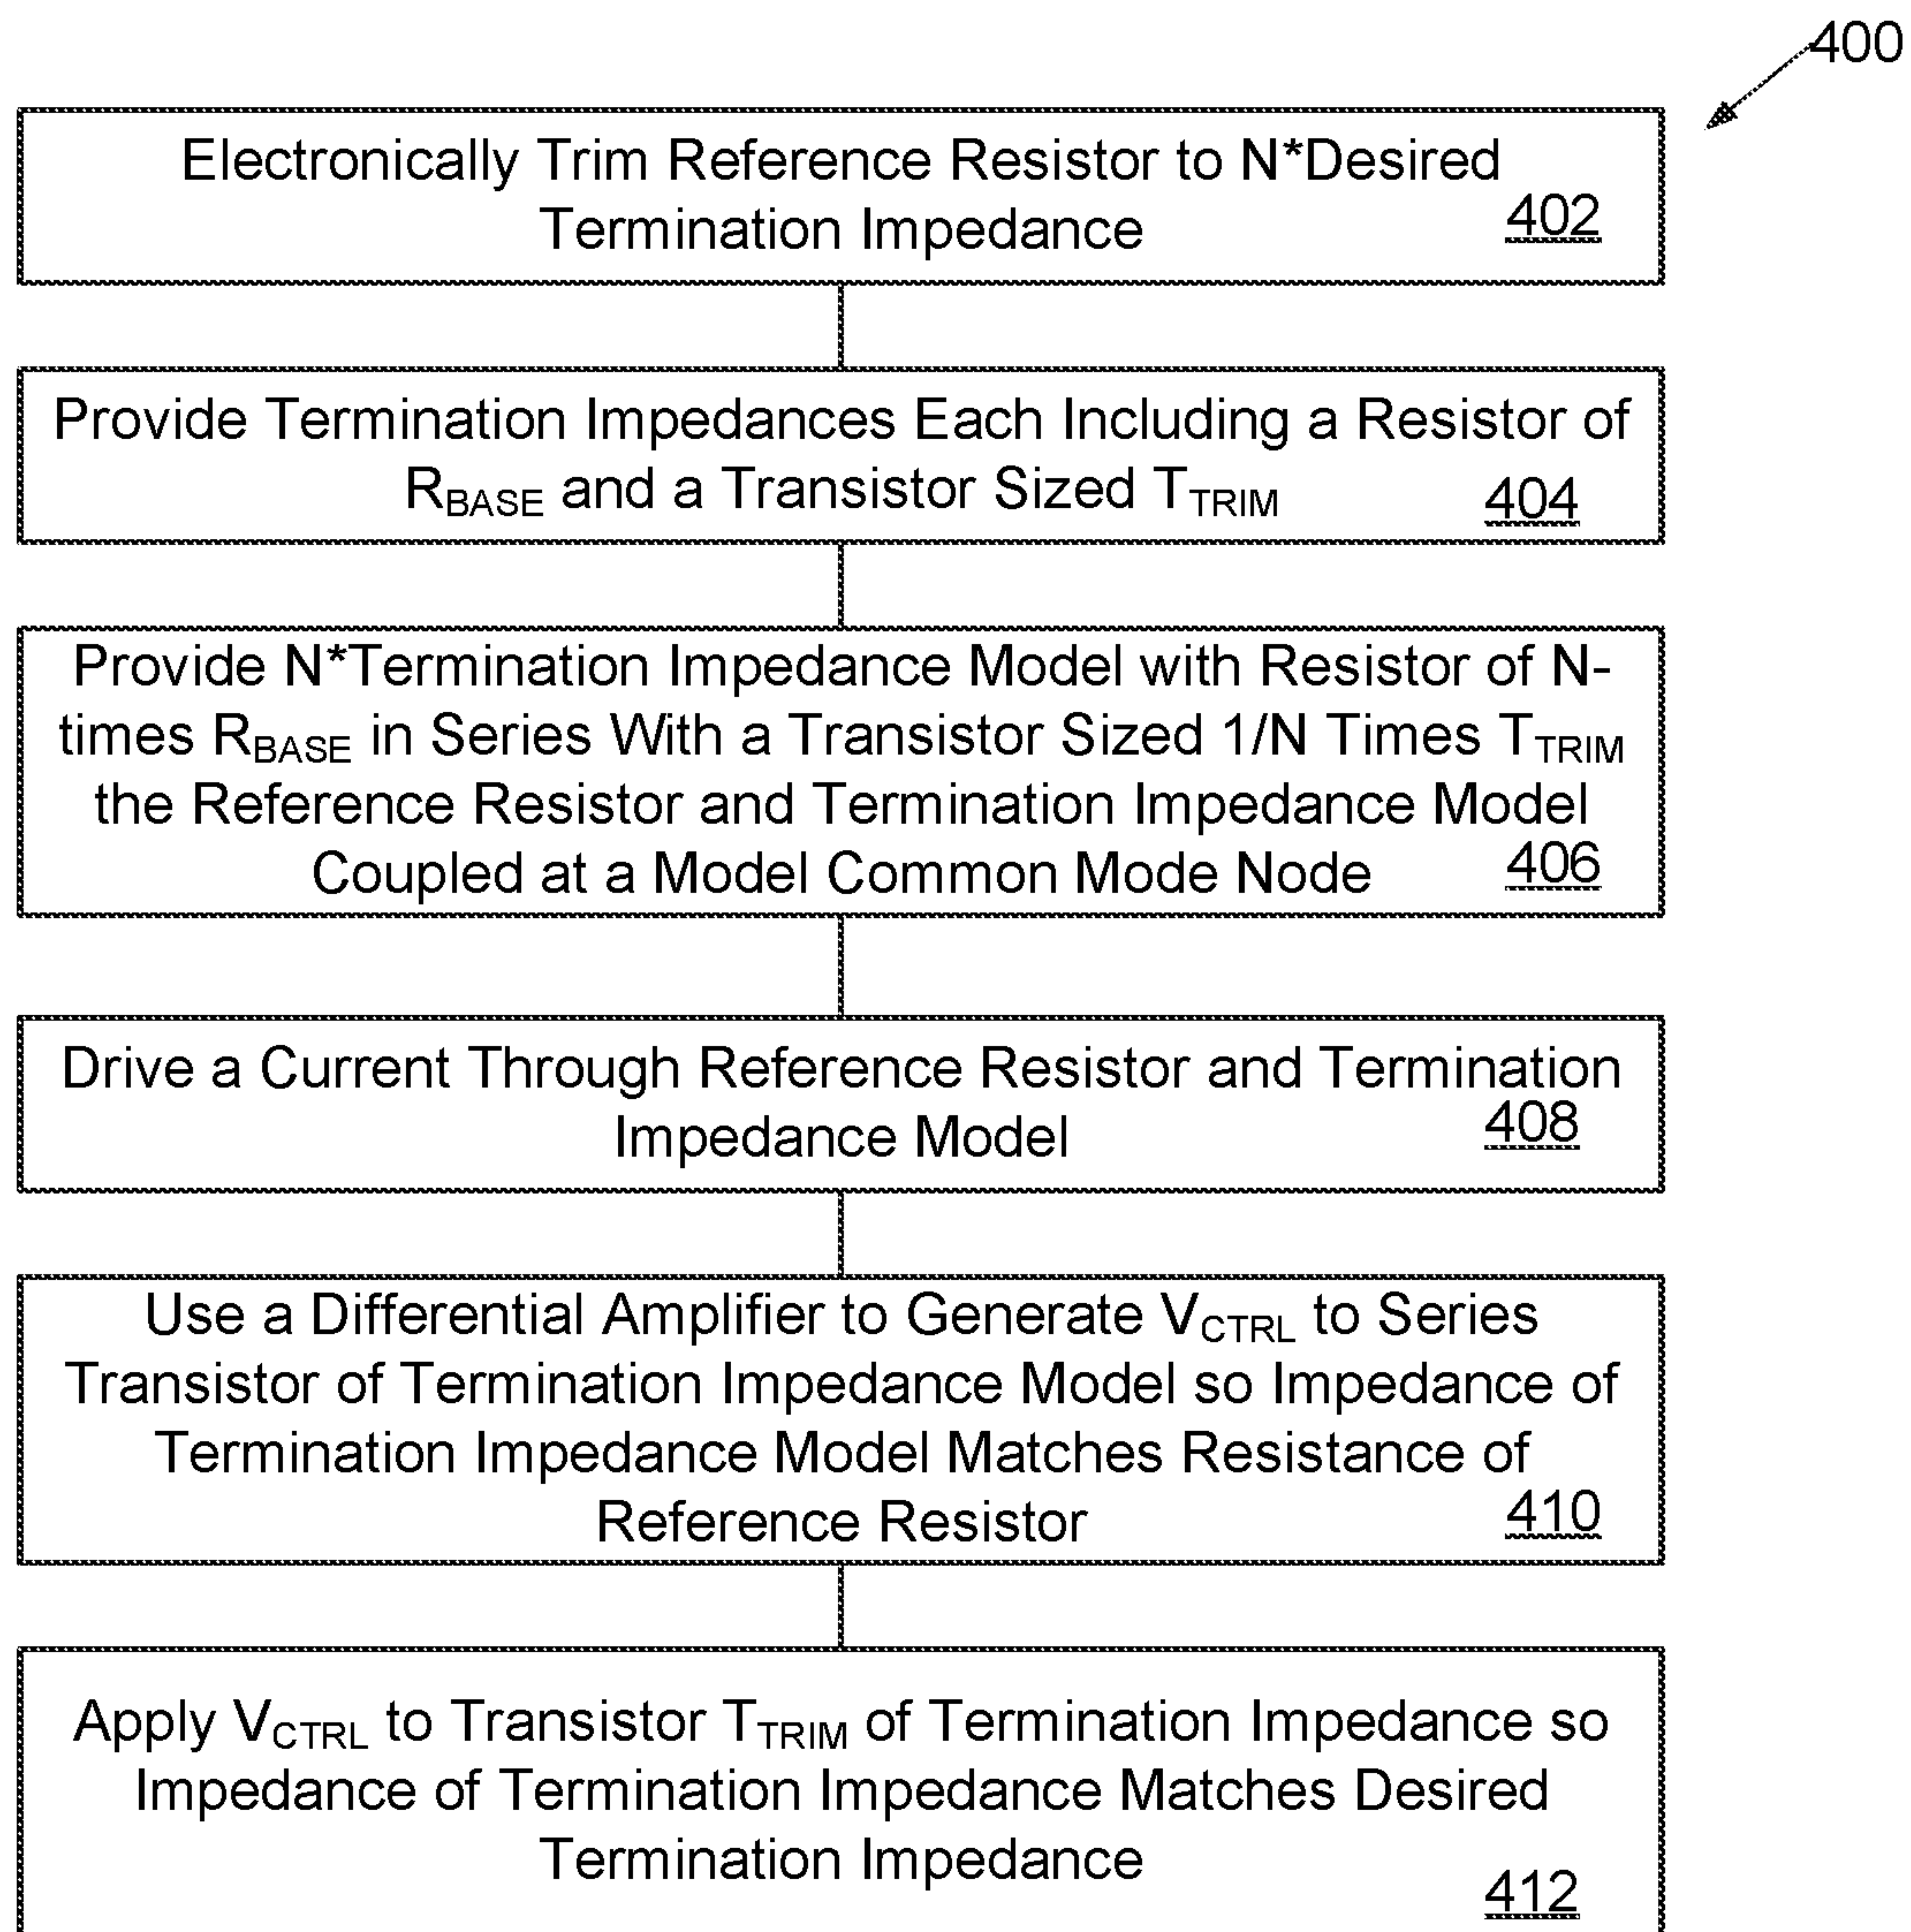 400
Electronically Trim Reference Resistor to N*Desired
Termination Impedance
402
Provide Termination Impedances Each Including a Resistor of
RBASE and a Transistor Sized TTRIM
404
Provide N*Termination Impedance Model with Resistor of N-
times RBASE in Series With a Transistor Sized 1/N Times TTRIM
the Reference Resistor and Termination Impedance Model
Coupled at a Model Common Mode Node
406
Drive a Current Through Reference Resistor and Termination
Impedance Model
408
Use a Differential Amplifier to Generate VCTRL to Series
Transistor of Termination Impedance Model so Impedance of
Termination Impedance Model Matches Resistance of
Reference Resistor
410
Apply VCTRL to Transistor TTRIM of Termination Impedance so
Impedance of Termination Impedance Matches Desired
Termination Impedance
412